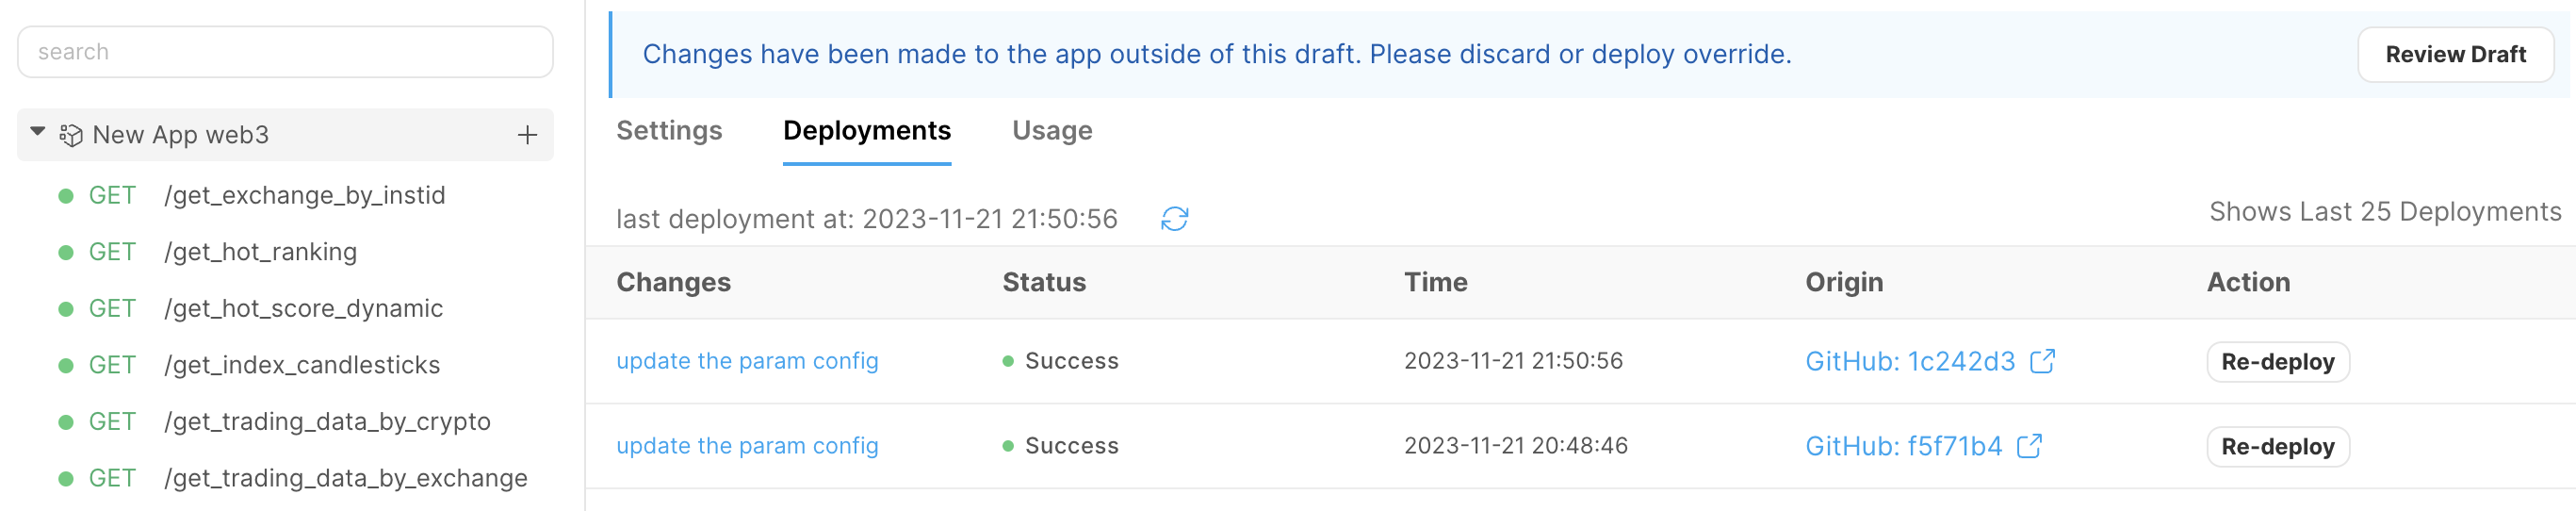 search
New App web3
GET /get_exchange_by_instid
GET /get_hot_ranking
GET /get_hot_score_dynamic
GET /get_index_candlesticks
GET /get_trading_data_by_crypto
GET /get_trading_data_by_exchange
Changes have been made to the app outside of this draft. Please discard or deploy override.
Review Draft
Settings Deployments Usage
last deployment at: 2023-11-21 21:50:56
Shows Last 25 Deployments
Changes Status Time Origin Action
update the param config Success 2023-11-21 21:50:56 GitHub: 1c242d3 Re-deploy
update the param config Success 2023-11-21 20:48:46 GitHub: f5f71b4 Re-deploy